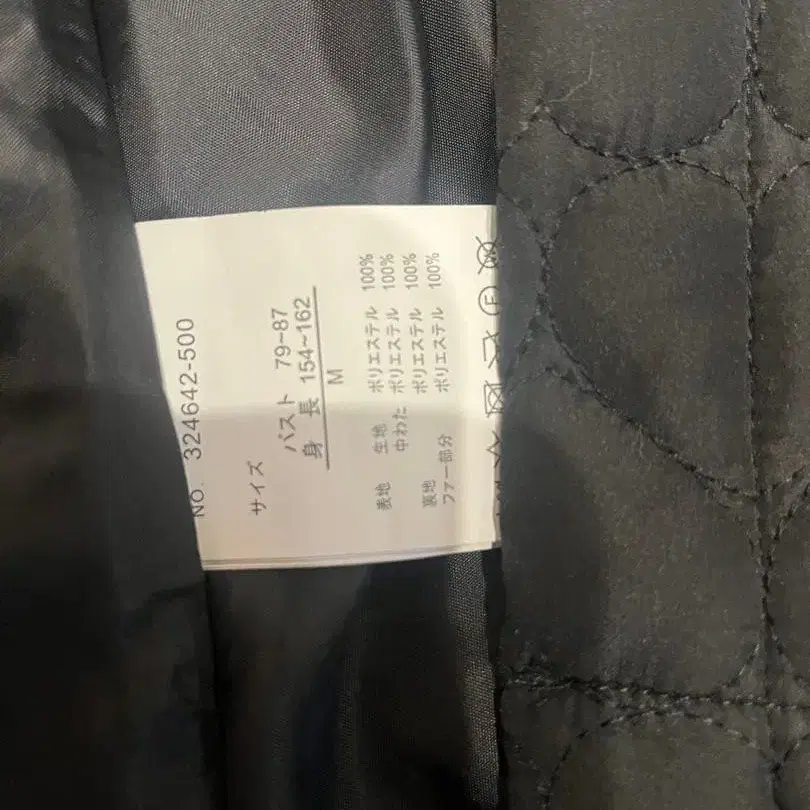 NO. 324642-500
サイズ
バスト 79-87
身 長 154~162
M
表地 生地 ポリエステル 100%
中わた ポリエステル 100%
裏地 ポリエステル 100%
ファー部分 ポリエステル 100%
F